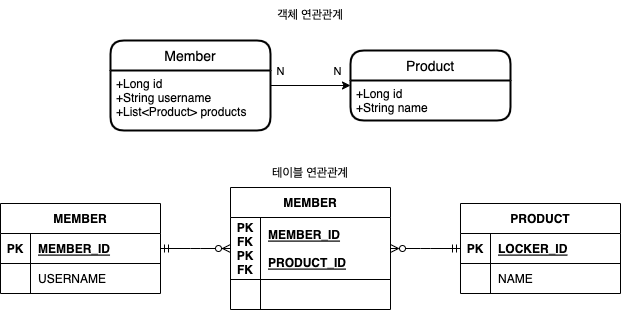 객체 연관관계
Member
+Long id
+String username
+List<Product> products
N
N
Product
+Long id
+String name
테이블 연관관계
MEMBER
PK MEMBER_ID
USERNAME
MEMBER
PK
FK MEMBER_ID
PK
FK PRODUCT_ID
PRODUCT
PK LOCKER_ID
NAME